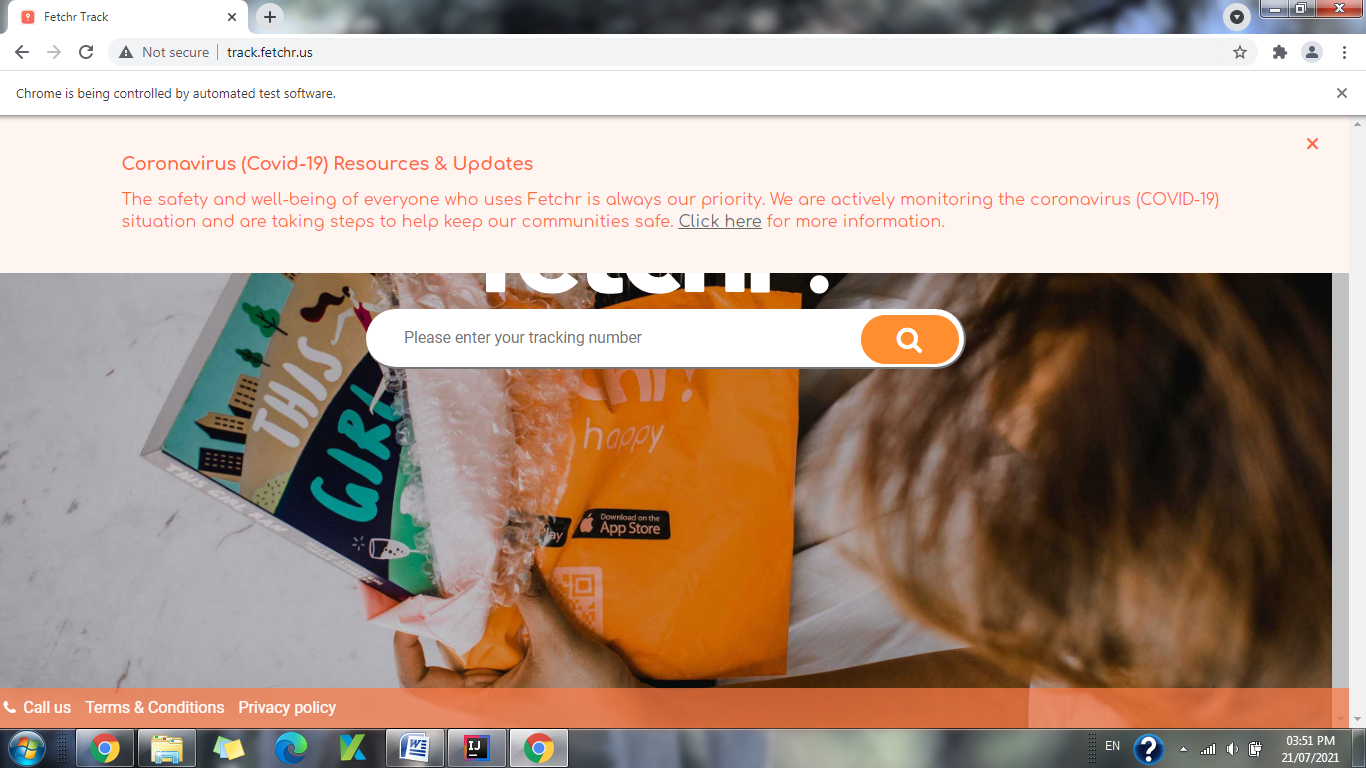 Fetchr Track
Not secure
track.fetchr.us
Chrome is being controlled by automated test software.
Coronavirus (Covid-19) Resources & Updates
The safety and well-being of everyone who uses Fetchr is always our priority. We are actively monitoring the coronavirus (COVID-19)
situation and are taking steps to help keep our communities safe. Click here for more information.
fetchr.
Please enter your tracking number
THIS
GIRL
chr!
happy
Download on the
App Store
THIS GIRL
Call us
Terms & Conditions
Privacy policy
EN
03:51 PM
21/07/2021